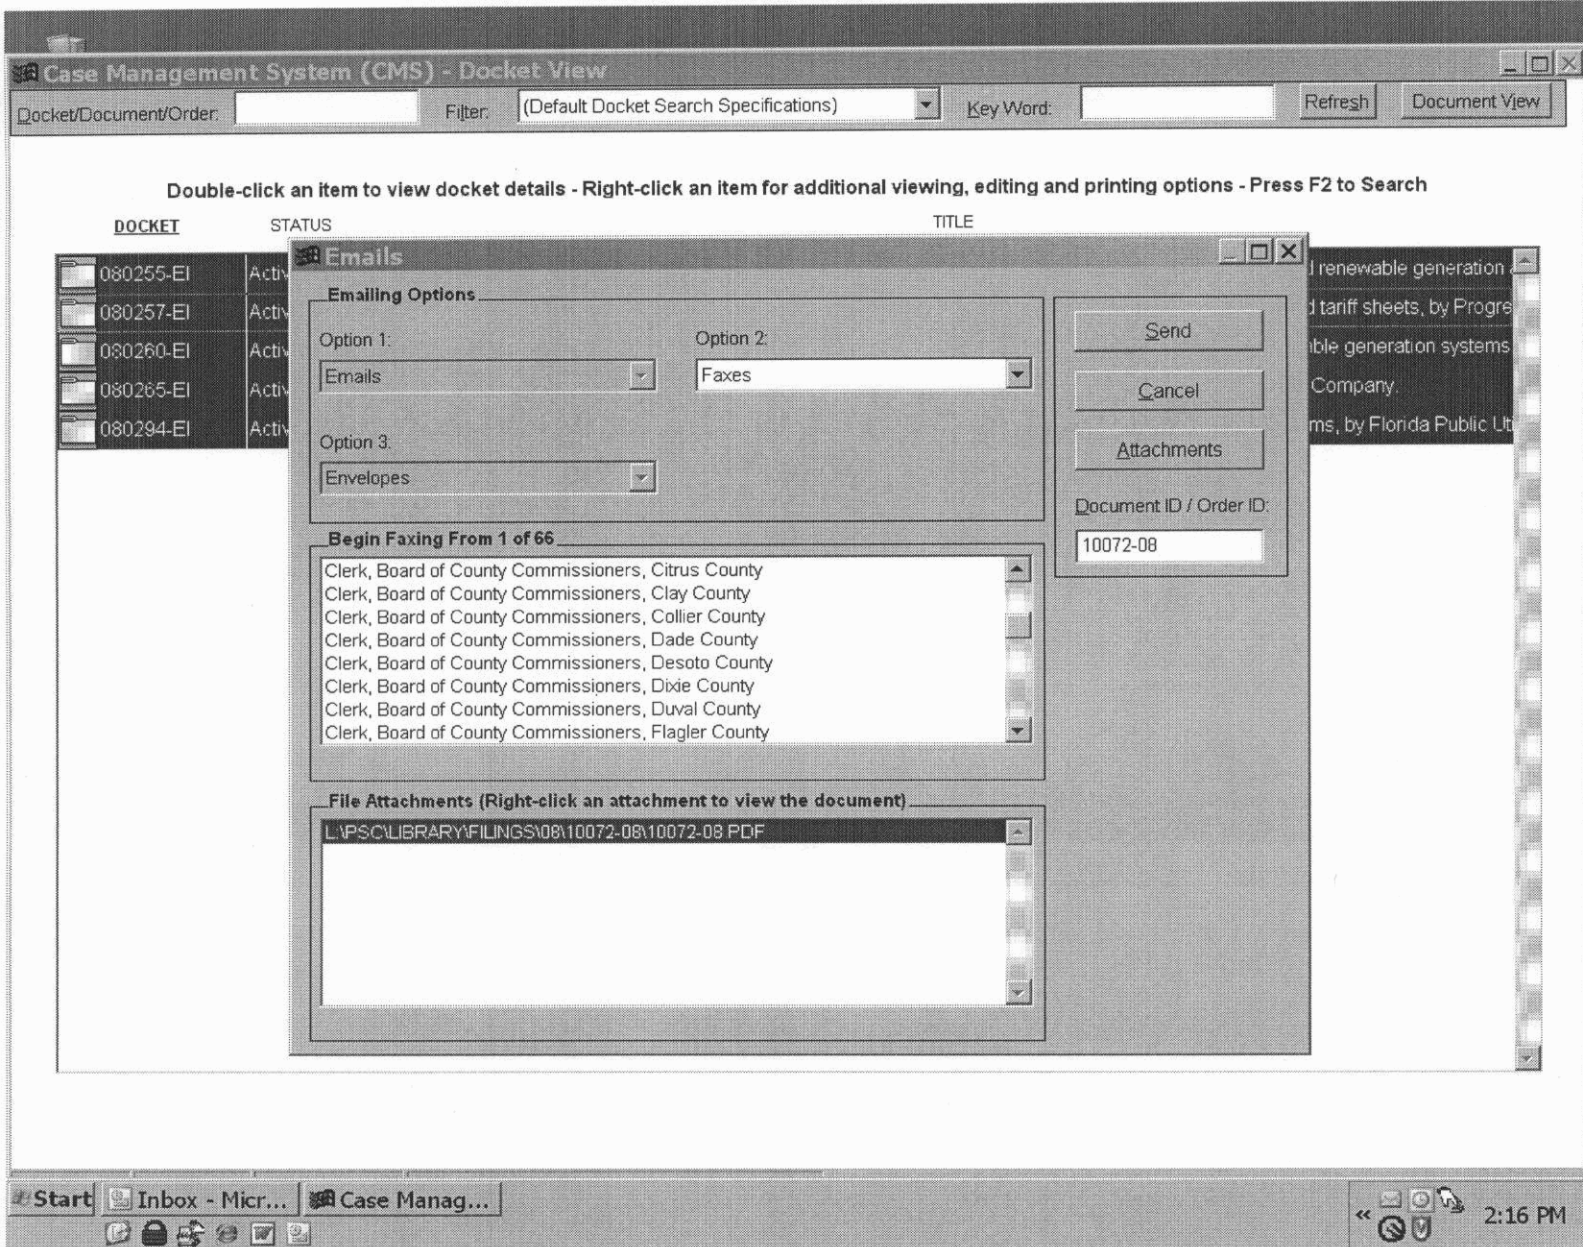 Case Management System (CMS) - Docket View
Docket/Document/Order: Filter: (Default Docket Search Specifications) Key Word: Refresh Document View
Double-click an item to view docket details - Right-click an item for additional viewing, editing and printing options - Press F2 to Search
DOCKET STATUS TITLE
Emails
080255-EI Activ d renewable generation
080257-EI Activ d tariff sheets, by Progre
080260-EI Activ ble generation systems
080265-EI Activ Company.
080294-EI Activ ms, by Florida Public Ut
Emailing Options
Option 1: Option 2:
Emails Faxes
Option 3:
Envelopes
Send
Cancel
Attachments
Document ID / Order ID:
10072-08
Begin Faxing From 1 of 66
Clerk, Board of County Commissioners, Citrus County
Clerk, Board of County Commissioners, Clay County
Clerk, Board of County Commissioners, Collier County
Clerk, Board of County Commissioners, Dade County
Clerk, Board of County Commissioners, Desoto County
Clerk, Board of County Commissioners, Dixie County
Clerk, Board of County Commissioners, Duval County
Clerk, Board of County Commissioners, Flagler County
File Attachments (Right-click an attachment to view the document)
L:\PSC\LIBRARY\FILINGS\08\10072-08\10072-08.PDF
Start Inbox - Micr... Case Manag... « 2:16 PM